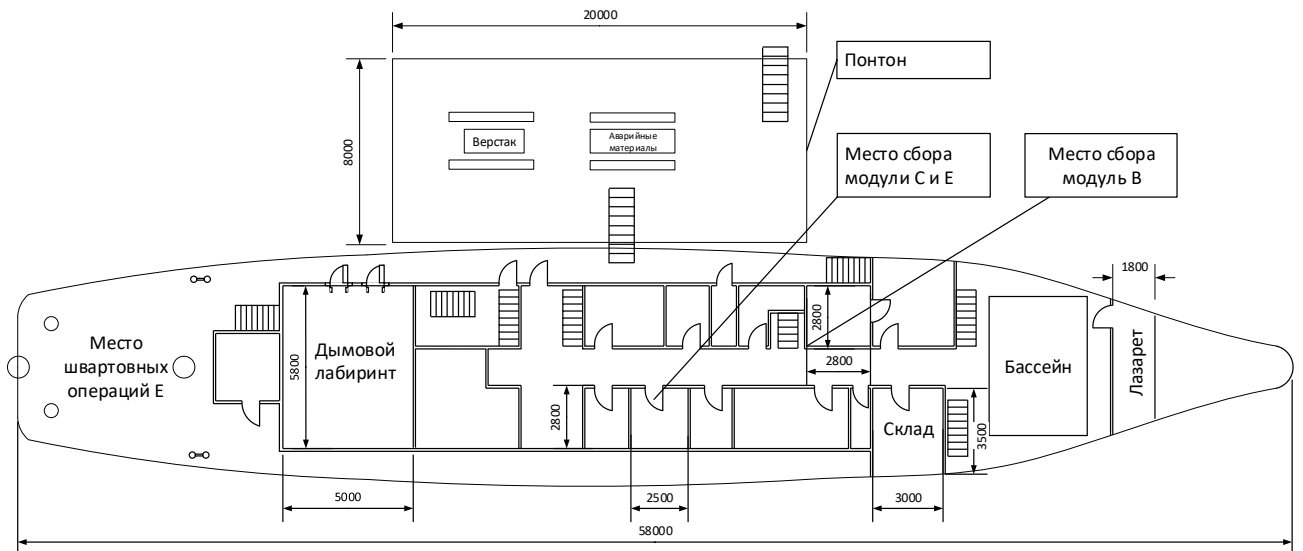 20000
Понтон
Верстак
Аварийные
материалы
8000
Место сбора
модули С и Е
Место сбора
модуль В
1800
Место
швартовных
операций Е
Дымовой
лабиринт
5800
2800
2800
2800
Бассейн
Лазарет
Склад
3500
5000
2500
3000
58000